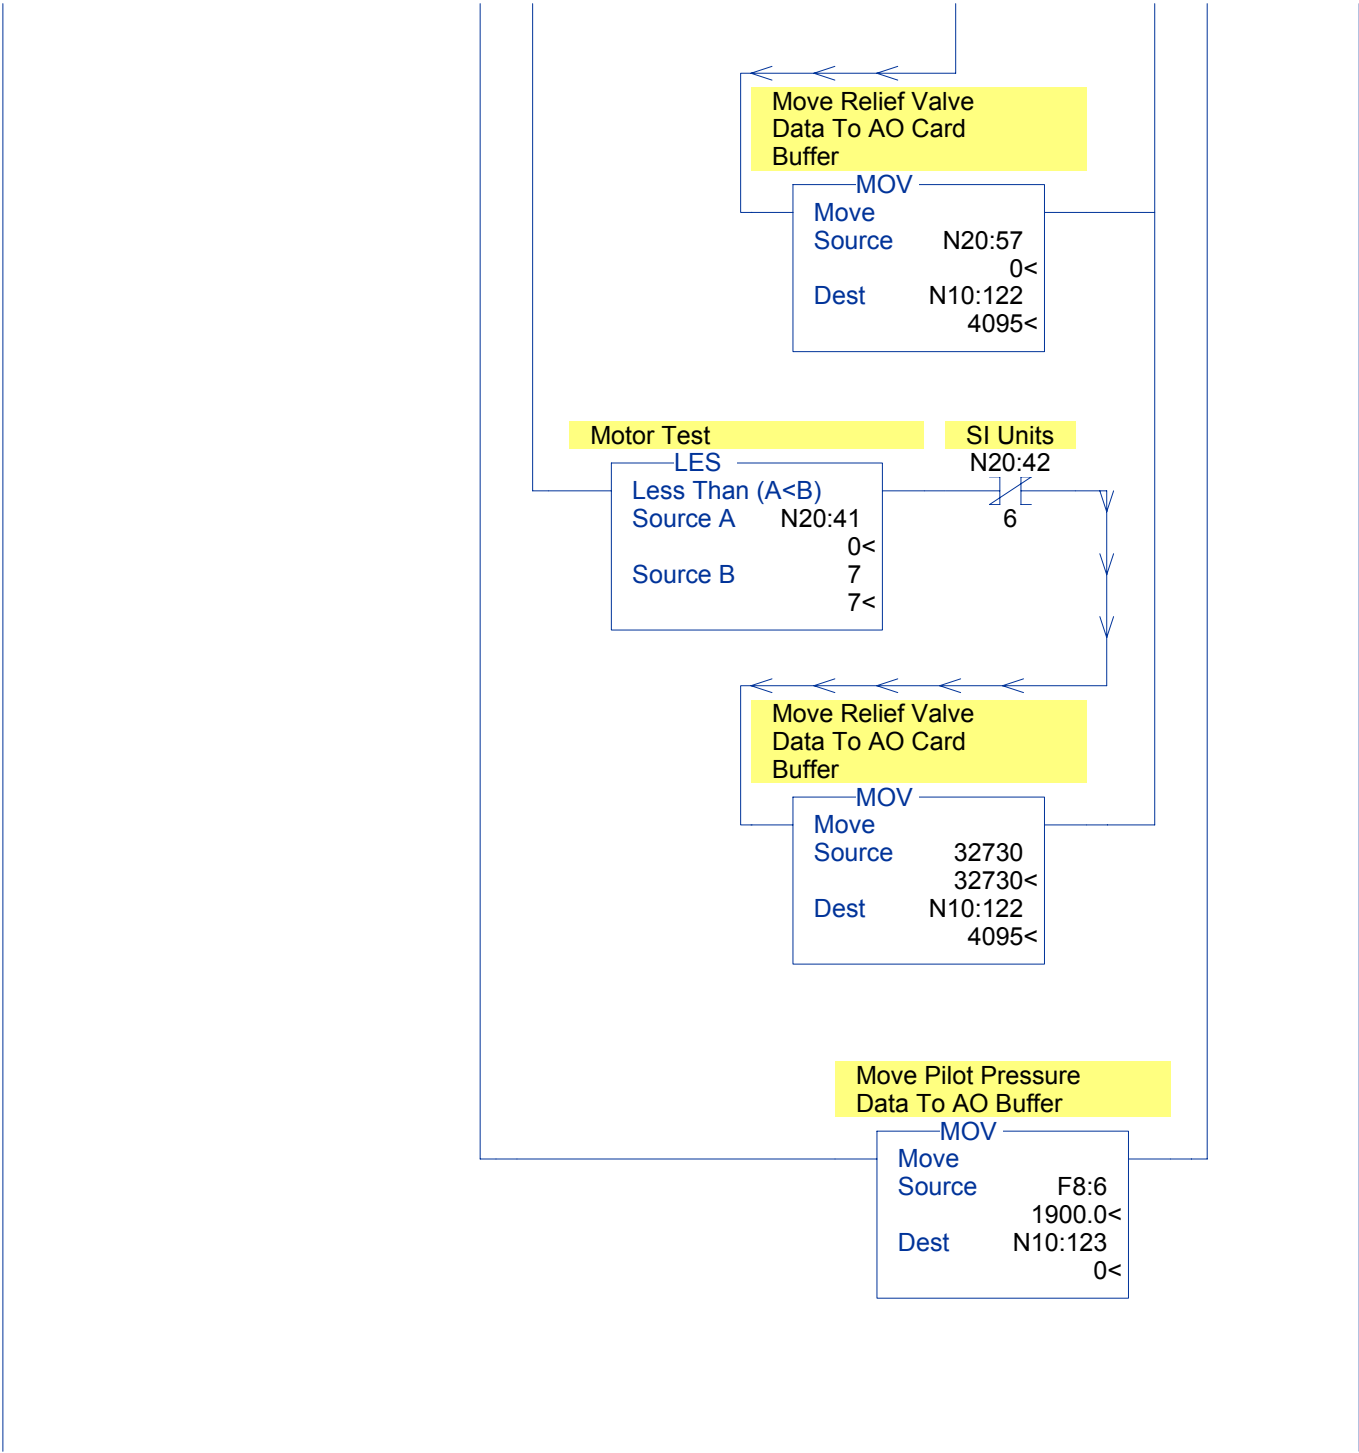 Move Relief Valve
Data To AO Card
Buffer
MOV
Move
Source N20:57
0<
Dest N10:122
4095<
Motor Test SI Units
LES N20:42
Less Than (A<B)
Source A N20:41 6
0<
Source B 7
7<
Move Relief Valve
Data To AO Card
Buffer
MOV
Move
Source 32730
32730<
Dest N10:122
4095<
Move Pilot Pressure
Data To AO Buffer
MOV
Move
Source F8:6
1900.0<
Dest N10:123
0<